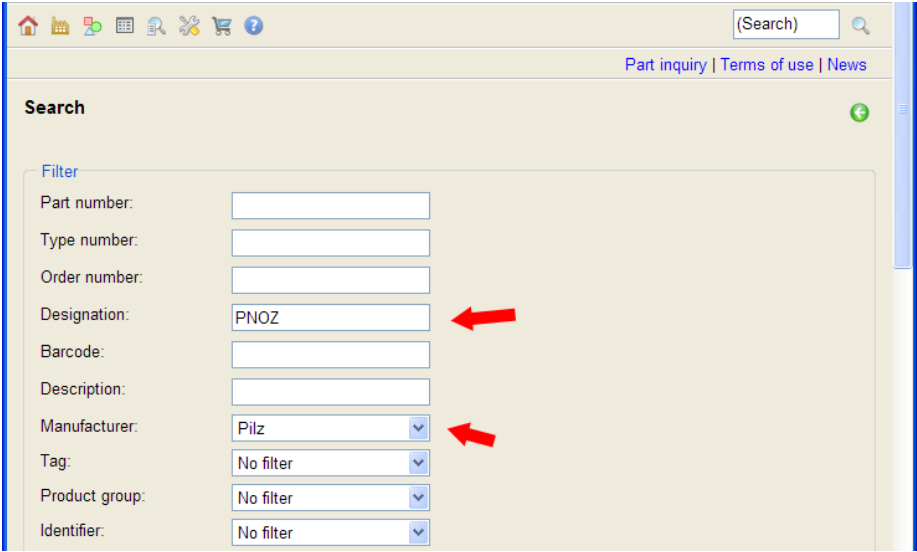 (Search)
Part inquiry | Terms of use | News
Search
Filter
Part number:
Type number:
Order number:
Designation: PNOZ
Barcode:
Description:
Manufacturer: Pilz
Tag: No filter
Product group: No filter
Identifier: No filter